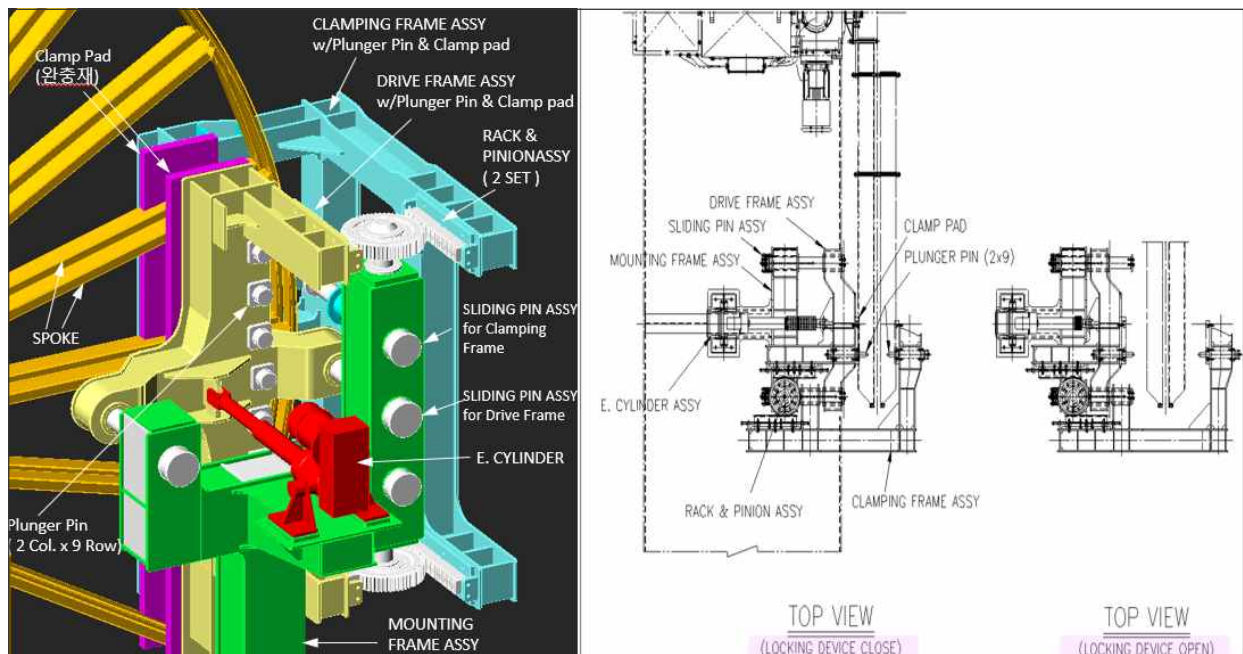 CLAMPING FRAME ASSY
w/Plunger Pin & Clamp pad
Clamp Pad
(완충재)
DRIVE FRAME ASSY
w/Plunger Pin & Clamp pad
RACK &
PINIONASSY
( 2 SET )
SPOKE
SLIDING PIN ASSY
for Clamping
Frame
SLIDING PIN ASSY
for Drive Frame
E. CYLINDER
Plunger Pin
( 2 Col. x 9 Row)
MOUNTING
FRAME ASSY
DRIVE FRAME ASSY
SLIDING PIN ASSY
CLAMP PAD
MOUNTING FRAME ASSY
PLUNGER PIN (2x9)
E. CYLINDER ASSY
RACK & PINION ASSY
CLAMPING FRAME ASSY
TOP VIEW
(LOCKING DEVICE CLOSE)
TOP VIEW
(LOCKING DEVICE OPEN)